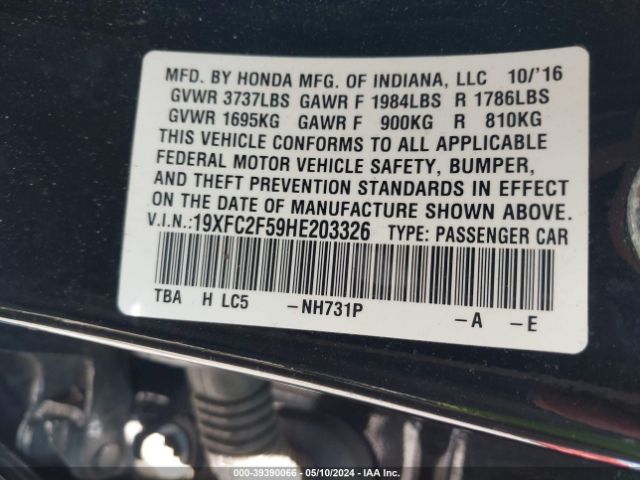 MFD. BY HONDA MFG. OF INDIANA, LLC 10/'16
GVWR 3737LBS GAWR F 1984LBS R 1786LBS
GVWR 1695KG GAWR F 900KG R 810KG
THIS VEHICLE CONFORMS TO ALL APPLICABLE
FEDERAL MOTOR VEHICLE SAFETY, BUMPER,
AND THEFT PREVENTION STANDARDS IN EFFECT
ON THE DATE OF MANUFACTURE SHOWN ABOVE.
V.I.N.:19XFC2F59HE203326 TYPE: PASSENGER CAR
TBA H LC5 -NH731P -A -E
000-39390066 - 05/10/2024 - IAA Inc.